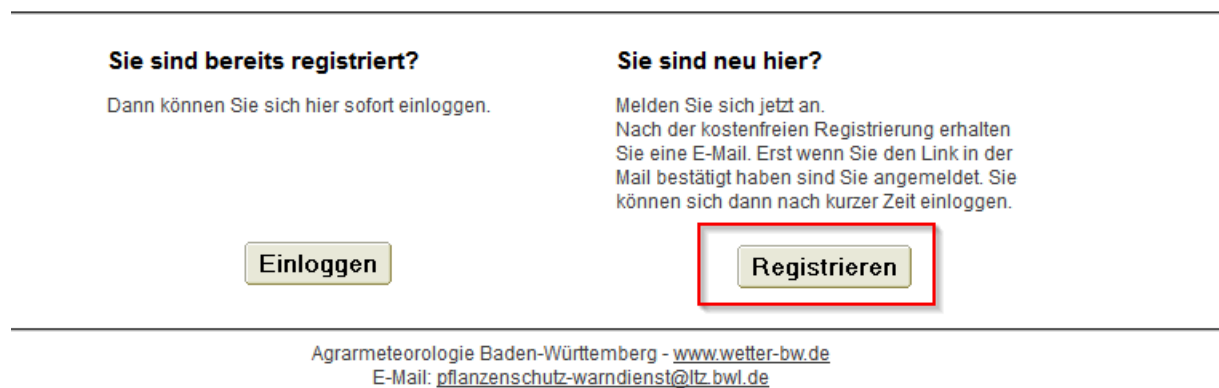 Sie sind bereits registriert?
Dann können Sie sich hier sofort einloggen.
Einloggen
Sie sind neu hier?
Melden Sie sich jetzt an.
Nach der kostenfreien Registrierung erhalten
Sie eine E-Mail. Erst wenn Sie den Link in der
Mail bestätigt haben sind Sie angemeldet. Sie
können sich dann nach kurzer Zeit einloggen.
Registrieren
Agrarmeteorologie Baden-Württemberg - www.wetter-bw.de
E-Mail: pflanzenschutz-warndienst@ltz.bwl.de